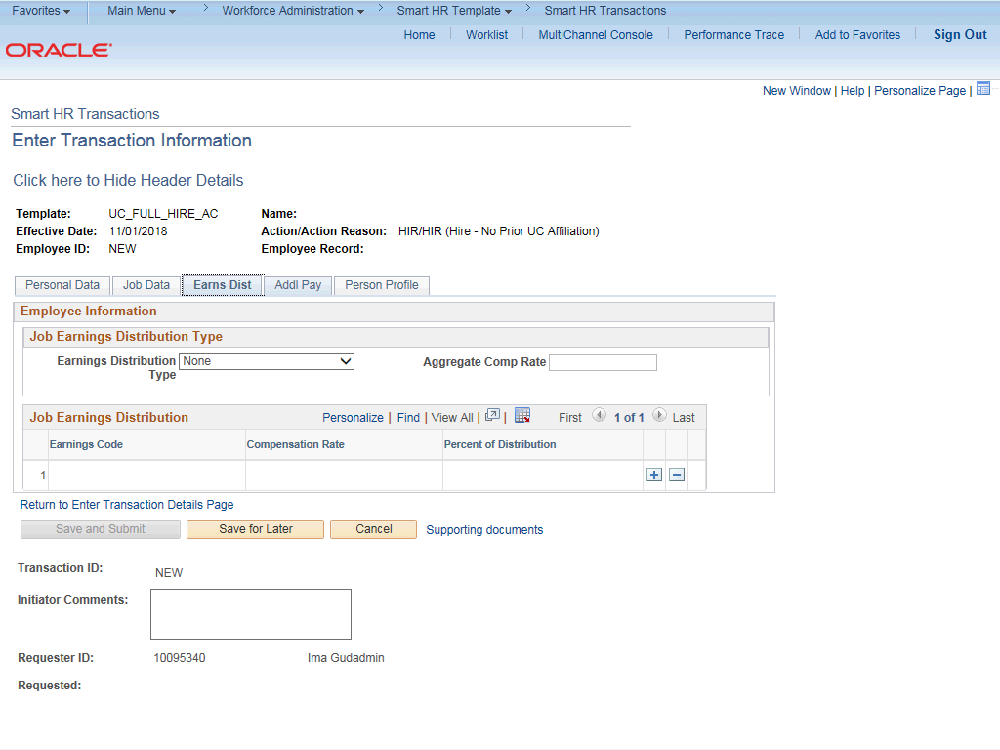 Favorites Main Menu > Workforce Administration > Smart HR Template > Smart HR Transactions
Home Worklist MultiChannel Console Performance Trace Add to Favorites Sign Out
ORACLE
New Window | Help | Personalize Page |
Smart HR Transactions
Enter Transaction Information
Click here to Hide Header Details
Template: UC_FULL_HIRE_AC Name:
Effective Date: 11/01/2018 Action/Action Reason: HIR/HIR (Hire - No Prior UC Affiliation)
Employee ID: NEW Employee Record:
Personal Data Job Data Earns Dist Addl Pay Person Profile
Employee Information
Job Earnings Distribution Type
Earnings Distribution Type None Aggregate Comp Rate
Job Earnings Distribution Personalize | Find | View All | | First 1 of 1 Last
Earnings Code Compensation Rate Percent of Distribution
1
Return to Enter Transaction Details Page
Save and Submit Save for Later Cancel Supporting documents
Transaction ID: NEW
Initiator Comments:
Requester ID: 10095340 Ima Gudadmin
Requested: